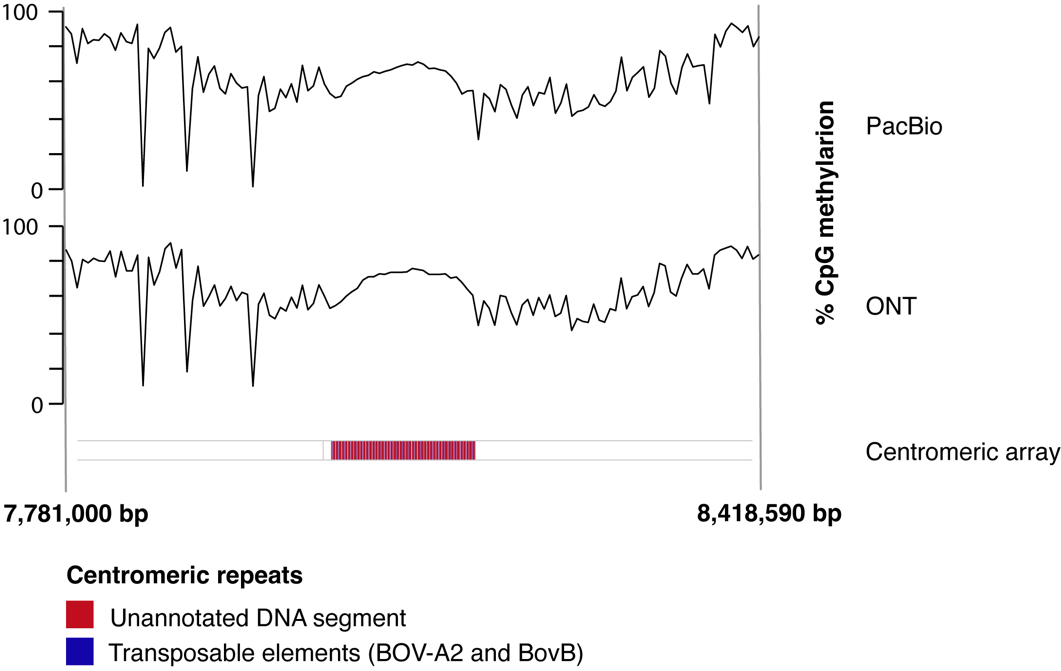 100
0
PacBio
100
0
ONT
% CpG methylarion
Centromeric array
7,781,000 bp
8,418,590 bp
Centromeric repeats
Unannotated DNA segment
Transposable elements (BOV-A2 and BovB)